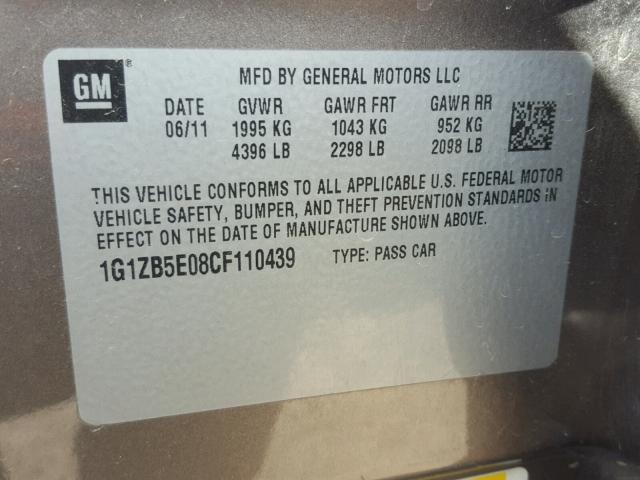 GM ®
MFD BY GENERAL MOTORS LLC
DATE GVWR GAWR FRT GAWR RR
06/11 1995 KG 1043 KG 952 KG
4396 LB 2298 LB 2098 LB
THIS VEHICLE CONFORMS TO ALL APPLICABLE U.S. FEDERAL MOTOR
VEHICLE SAFETY, BUMPER, AND THEFT PREVENTION STANDARDS IN
EFFECT ON THE DATE OF MANUFACTURE SHOWN ABOVE.
1G1ZB5E08CF110439 TYPE: PASS CAR